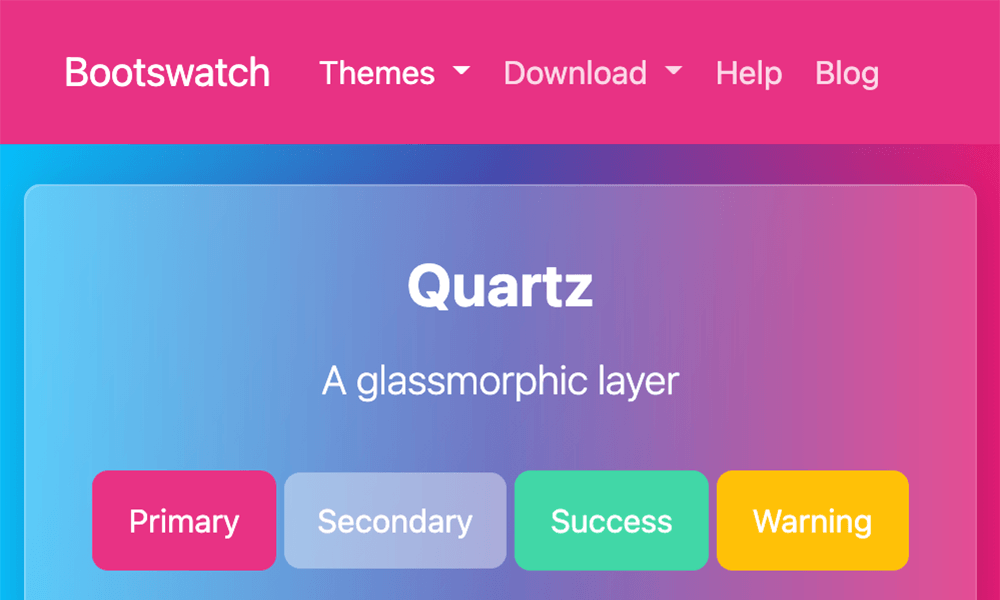 Bootswatch Themes Download Help Blog
Quartz
A glassmorphic layer
Primary Secondary Success Warning